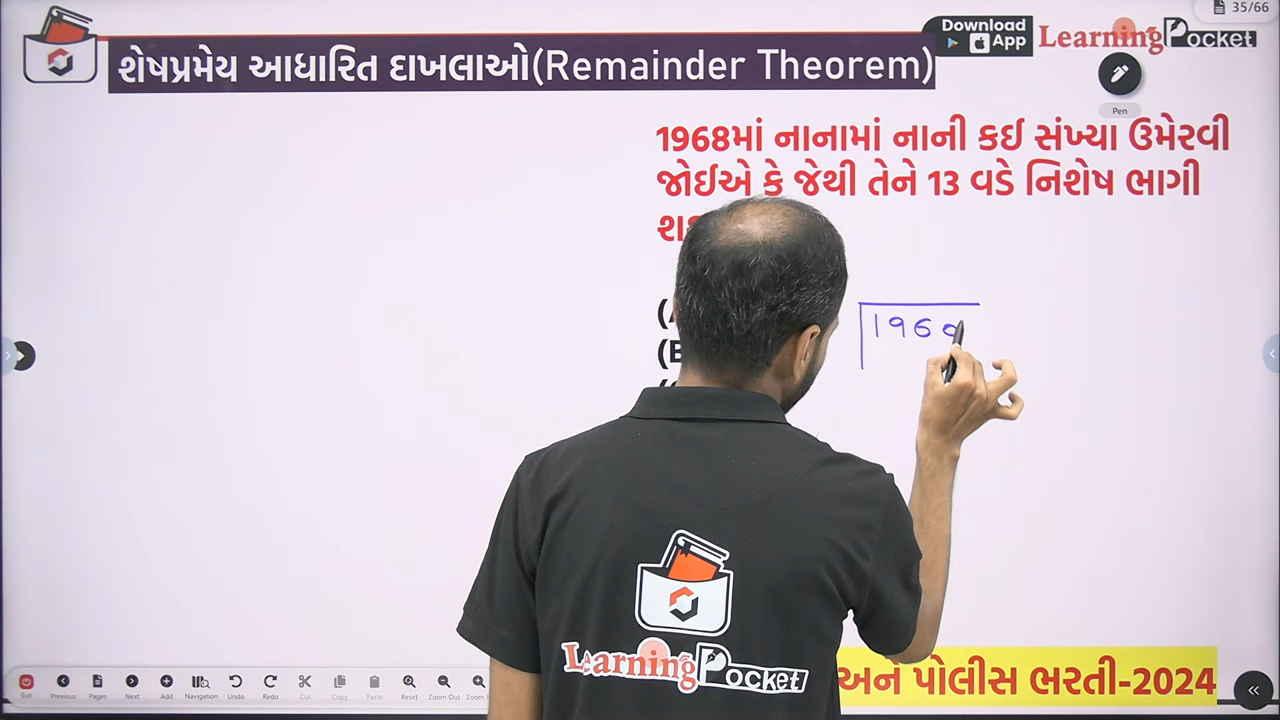 35/66
Download
App
Learning Pocket
શેષપ્રમેય આધારિત દાખલાઓ(Remainder Theorem)
Pen
1968માં નાનામાં નાની કઈ સંખ્યા ઉમેરવી
જોઈએ કે જેથી તેને 13 વડે નિશેષ ભાગી
196
Learning Pocket
અને પોલીસ ભરતી-2024
Exit
Previous
Pages
Next
Add
Navigation
Undo
Redo
Cut
Copy
Paste
Reset
Zoom Out